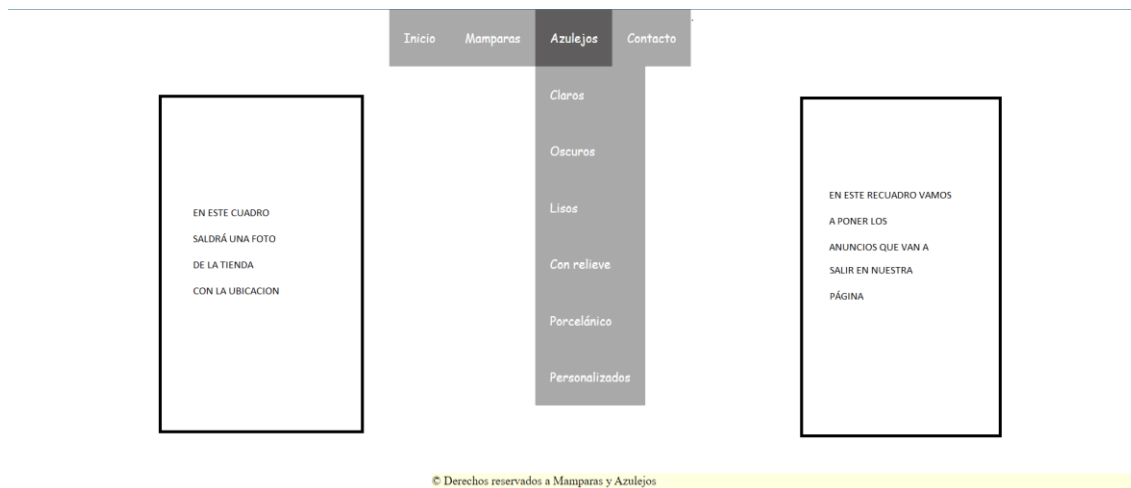 Inicio Mamparas Azulejos Contacto
Claros
Oscuros
Lisos
Con relieve
Porcelánico
Personalizados
EN ESTE CUADRO
SALDRÁ UNA FOTO
DE LA TIENDA
CON LA UBICACION
EN ESTE RECUADRO VAMOS
A PONER LOS
ANUNCIOS QUE VAN A
SALIR EN NUESTRA
PÁGINA
© Derechos reservados a Mamparas y Azulejos